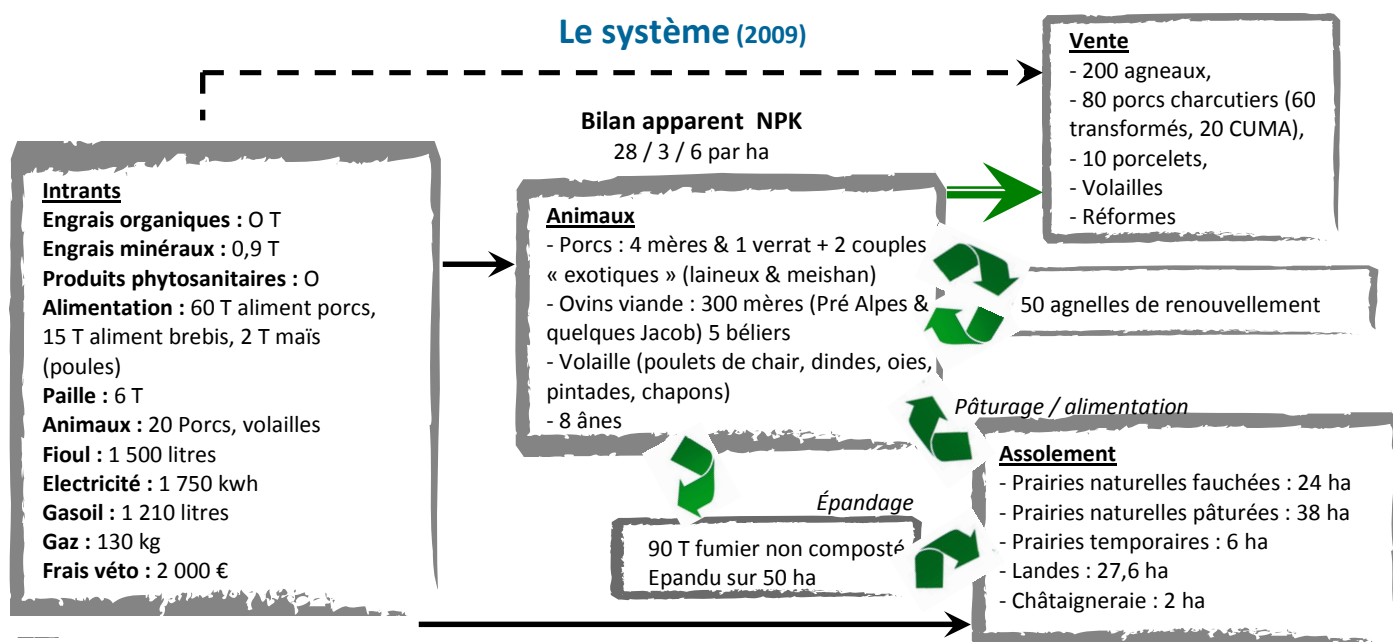 Le système (2009)
Bilan apparent NPK
28 / 3 / 6 par ha
Intrants
Engrais organiques : O T
Engrais minéraux : 0,9 T
Produits phytosanitaires : O
Alimentation : 60 T aliment porcs,
15 T aliment brebis, 2 T maïs
(poules)
Paille : 6 T
Animaux : 20 Porcs, volailles
Fioul : 1 500 litres
Electricité : 1 750 kwh
Gasoil : 1 210 litres
Gaz : 130 kg
Frais véto : 2 000 €
Animaux
- Porcs : 4 mères & 1 verrat + 2 couples
« exotiques » (laineux & meishan)
- Ovins viande : 300 mères (Pré Alpes &
quelques Jacob) 5 béliers
- Volaille (poulets de chair, dindes, oies,
pintades, chapons)
- 8 ânes
Vente
- 200 agneaux,
- 80 porcs charcutiers (60
transformés, 20 CUMA),
- 10 porcelets,
- Volailles
- Réformes
50 agnelles de renouvellement
Pâturage / alimentation
Assolement
- Prairies naturelles fauchées : 24 ha
- Prairies naturelles pâturées : 38 ha
- Prairies temporaires : 6 ha
- Landes : 27,6 ha
- Châtaigneraie : 2 ha
Épandage
90 T fumier non composté
Epandu sur 50 ha